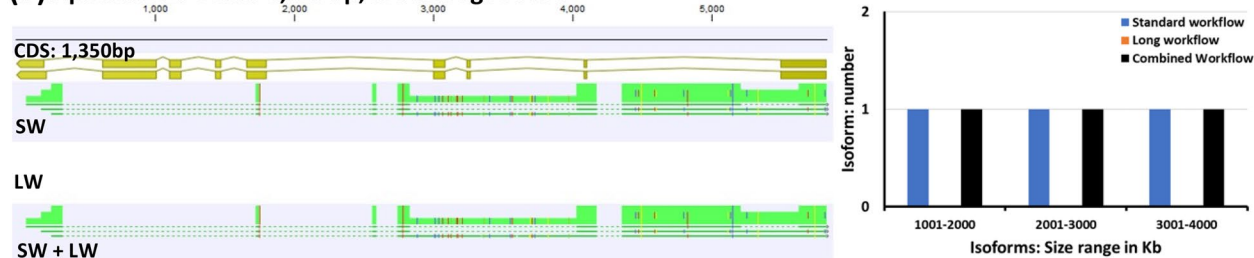 1,000 2,000 3,000 4,000 5,000
CDS: 1,350bp
SW
LW
SW + LW
2
Standard workflow
Long workflow
Combined Workflow
Isoform: number
1
0
1001-2000 2001-3000 3001-4000
Isoforms: Size range in Kb